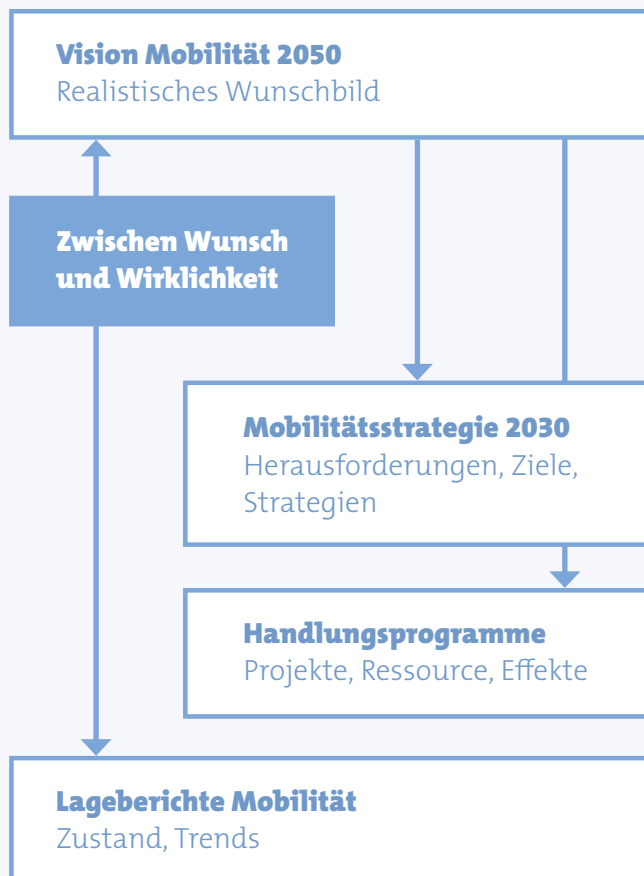 Vision Mobilität 2050
Realistisches Wunschbild
Zwischen Wunsch
und Wirklichkeit
Mobilitätsstrategie 2030
Herausforderungen, Ziele,
Strategien
Handlungsprogramme
Projekte, Ressource, Effekte
Lageberichte Mobilität
Zustand, Trends